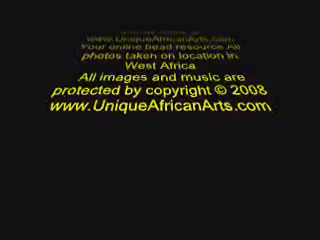 www.UniqueAfricanArts.com
Your online bead resource All
photos taken on location in
West Africa
All images and music are
protected by copyright © 2008
www.UniqueAfricanArts.com